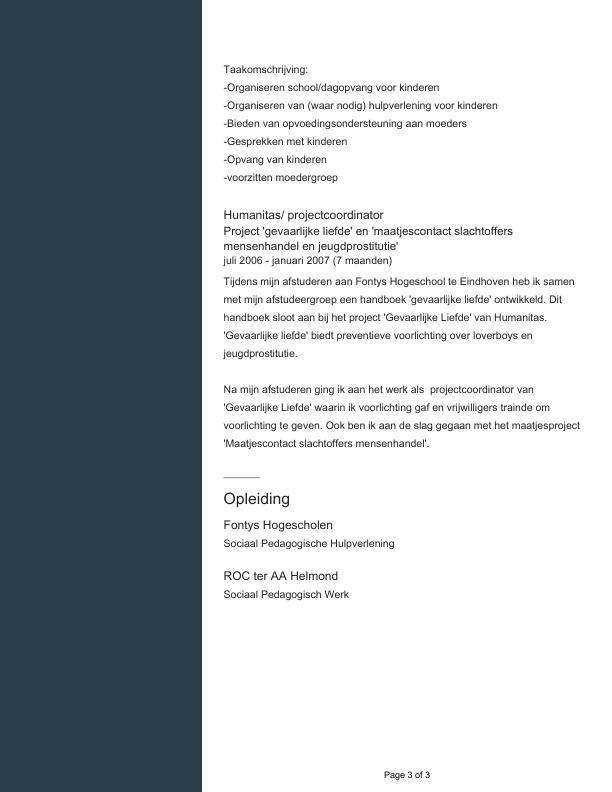 Taakomschrijving:
-Organiseren school/dagopvang voor kinderen
-Organiseren van (waar nodig) hulpverlening voor kinderen
-Bieden van opvoedingsondersteuning aan moeders
-Gesprekken met kinderen
-Opvang van kinderen
-voorzitten moedergroep
Humanitas/ projectcoordinator
Project 'gevaarlijke liefde' en 'maatjescontact slachtoffers
mensenhandel en jeugdprostitutie'
juli 2006 - januari 2007 (7 maanden)
Tijdens mijn afstuderen aan Fontys Hogeschool te Eindhoven heb ik samen
met mijn afstudeergroep een handboek 'gevaarlijke liefde' ontwikkeld. Dit
handboek sloot aan bij het project 'Gevaarlijke Liefde' van Humanitas.
'Gevaarlijke liefde' biedt preventieve voorlichting over loverboys en
jeugdprostitutie.
Na mijn afstuderen ging ik aan het werk als  projectcoordinator van
'Gevaarlijke Liefde' waarin ik voorlichting gaf en vrijwilligers trainde om
voorlichting te geven. Ook ben ik aan de slag gegaan met het maatjesproject
'Maatjescontact slachtoffers mensenhandel'.
Opleiding
Fontys Hogescholen
Sociaal Pedagogische Hulpverlening
ROC ter AA Helmond
Sociaal Pedagogisch Werk
Page 3 of 3